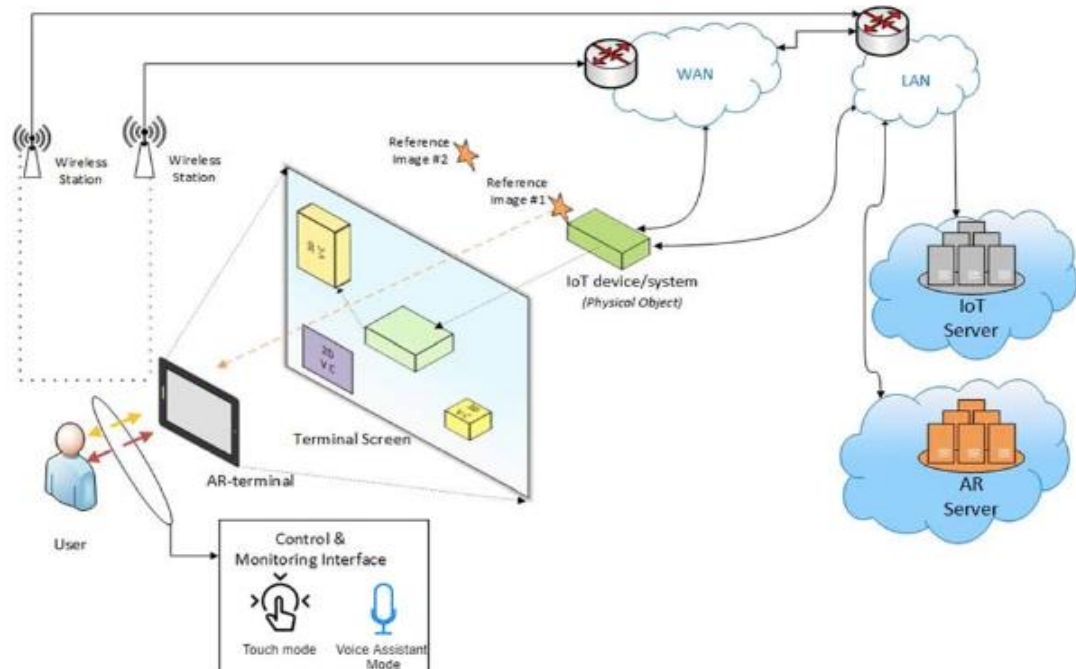 WAN
LAN
Wireless
Station
Wireless
Station
Reference
Image #2
Reference
Image #1
IoT device/system
(Physical Object)
2D
V C
Terminal Screen
AR-terminal
User
IoT
Server
AR
Server
Control &
Monitoring Interface
Touch mode
Voice Assistant
Mode